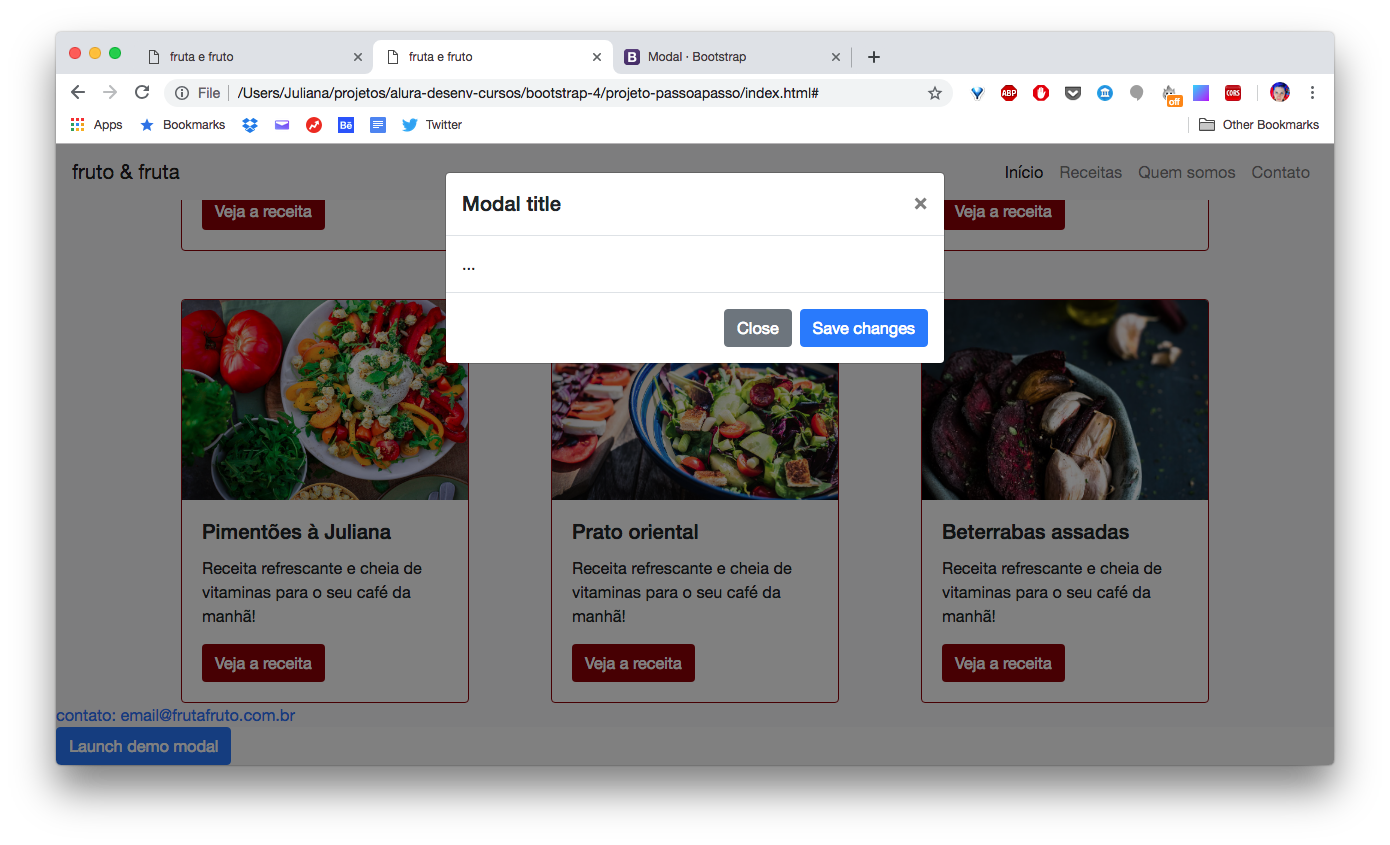 fruta e fruto
fruta e fruto
B
Modal · Bootstrap
File
/Users/Juliana/projetos/alura-desenv-cursos/bootstrap-4/projeto-passoapasso/index.html#
ABP
off
CORS
Apps
Bookmarks
Bē
Twitter
Other Bookmarks
fruto & fruta
Início
Receitas
Quem somos
Contato
Modal title
×
...
Close
Save changes
Veja a receita
Veja a receita
Pimentões à Juliana
Receita refrescante e cheia de
vitaminas para o seu café da
manhã!
Veja a receita
Prato oriental
Receita refrescante e cheia de
vitaminas para o seu café da
manhã!
Veja a receita
Beterrabas assadas
Receita refrescante e cheia de
vitaminas para o seu café da
manhã!
Veja a receita
contato: email@frutafruto.com.br
Launch demo modal